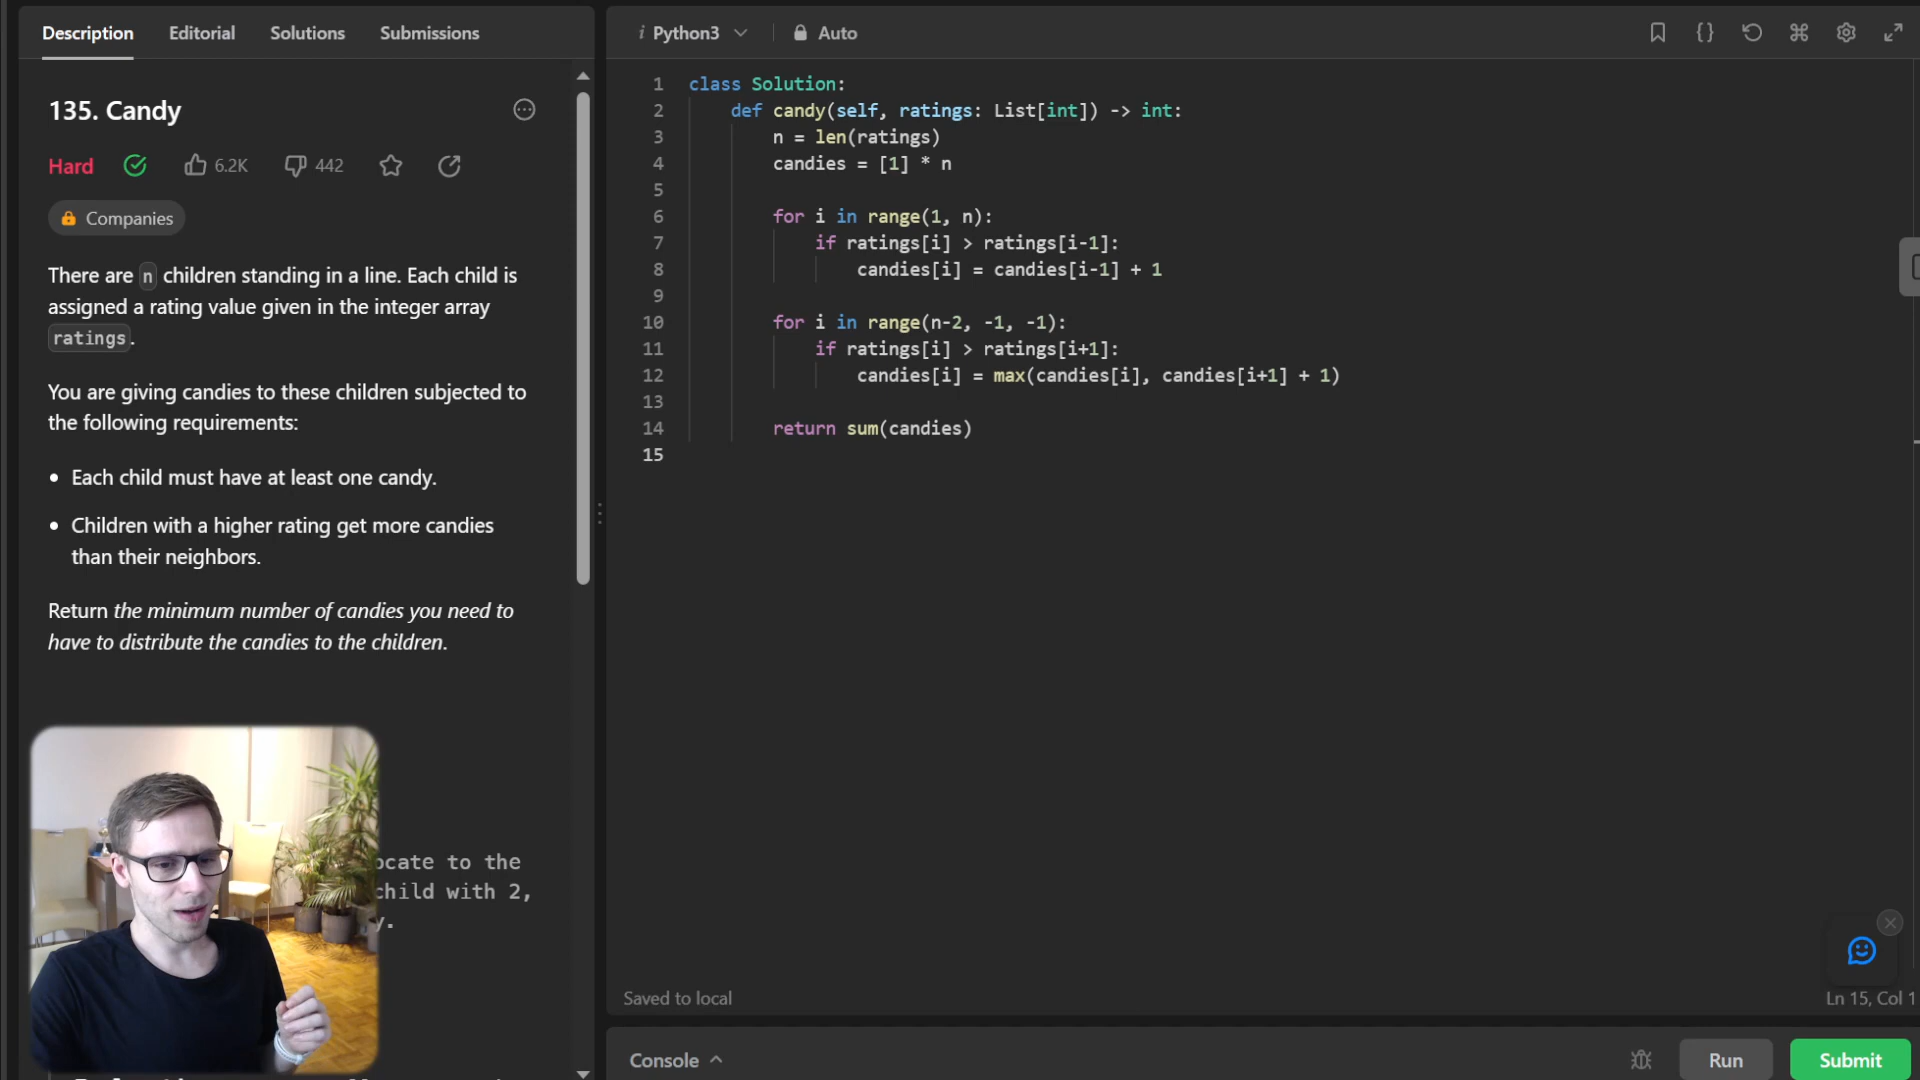 Description Editorial Solutions Submissions
135. Candy
Hard 6.2K 442
Companies
There are n children standing in a line. Each child is
assigned a rating value given in the integer array
ratings.
You are giving candies to these children subjected to
the following requirements:
• Each child must have at least one candy.
• Children with a higher rating get more candies
than their neighbors.
Return the minimum number of candies you need to
have to distribute the candies to the children.
ocate to the
child with 2,
y.
i Python3 Auto
1 class Solution:
2 def candy(self, ratings: List[int]) -> int:
3 n = len(ratings)
4 candies = [1] * n
5
6 for i in range(1, n):
7 if ratings[i] > ratings[i-1]:
8 candies[i] = candies[i-1] + 1
9
10 for i in range(n-2, -1, -1):
11 if ratings[i] > ratings[i+1]:
12 candies[i] = max(candies[i], candies[i+1] + 1)
13
14 return sum(candies)
15
Saved to local
Ln 15, Col 1
Console Run Submit